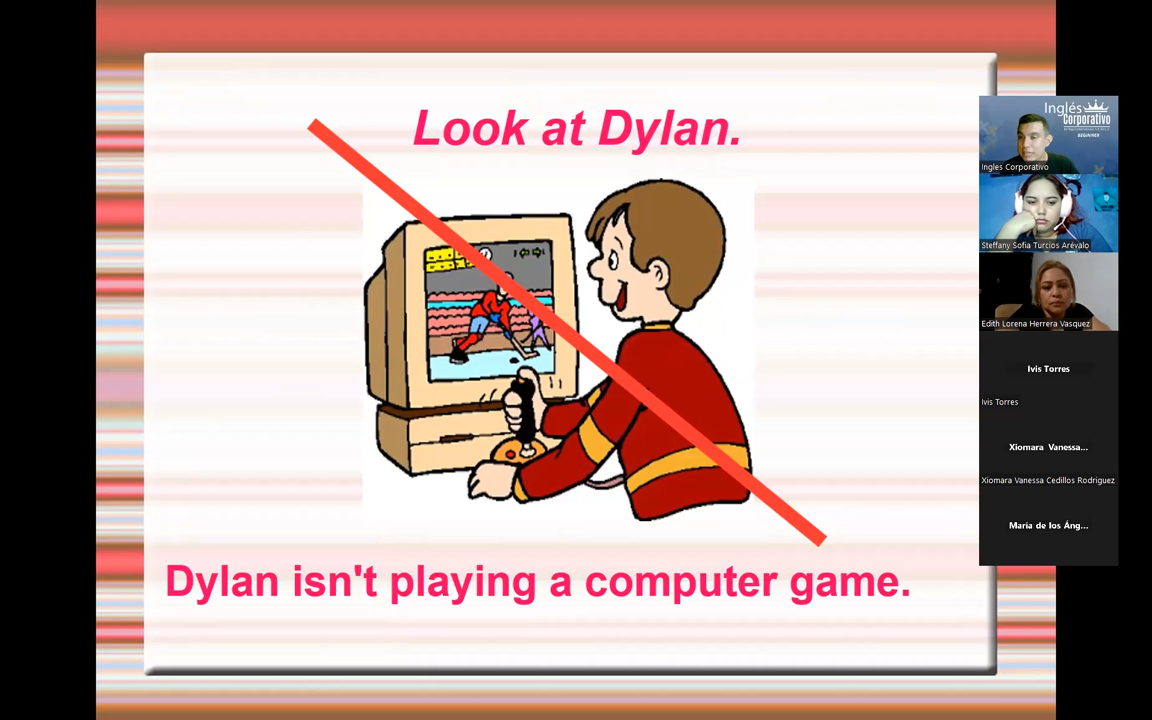 Look at Dylan.
Dylan isn't playing a computer game.
Inglés
Corporativo
BEGINNER
Ingles Corporativo
Steffany Sofia Turcios Arévalo
Edith Lorena Herrera Vasquez
Ivis Torres
Ivis Torres
Xiomara Vanessa...
Xiomara Vanessa Cedillos Rodriguez
Maria de los Áng...